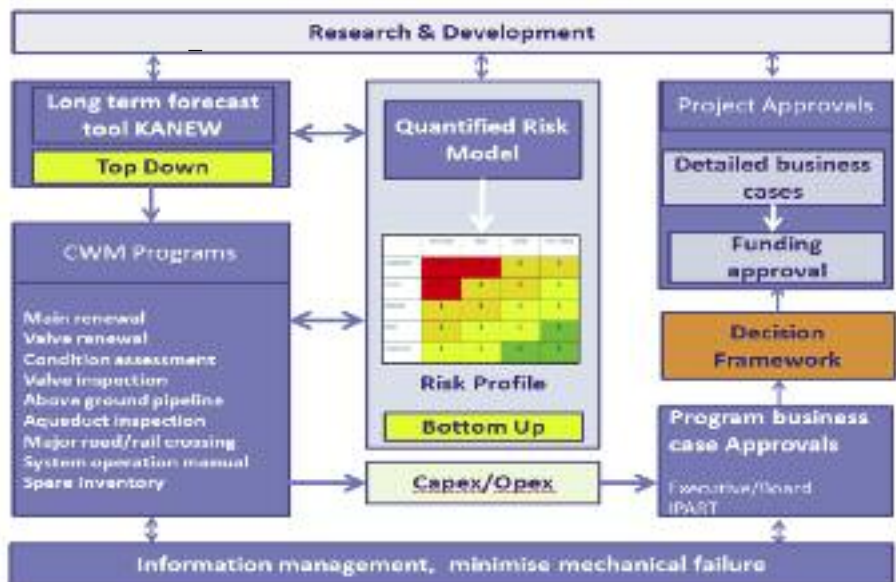 Research & Development
Long term forecast
tool KANEW
Top Down
Quantified Risk
Model
Project Approvals
Detailed business
cases
Funding
approval
CWM Programs
Main renewal
Valve renewal
Condition assessment
Valve inspection
Above ground pipeline
Aqueduct inspection
Major road/rail crossing
System operation manual
Spare Inventory
Risk Profile
Bottom Up
Decision
Framework
Program business
case Approvals
Executive/Board
IPART
Capex/Opex
Information management, minimise mechanical failure